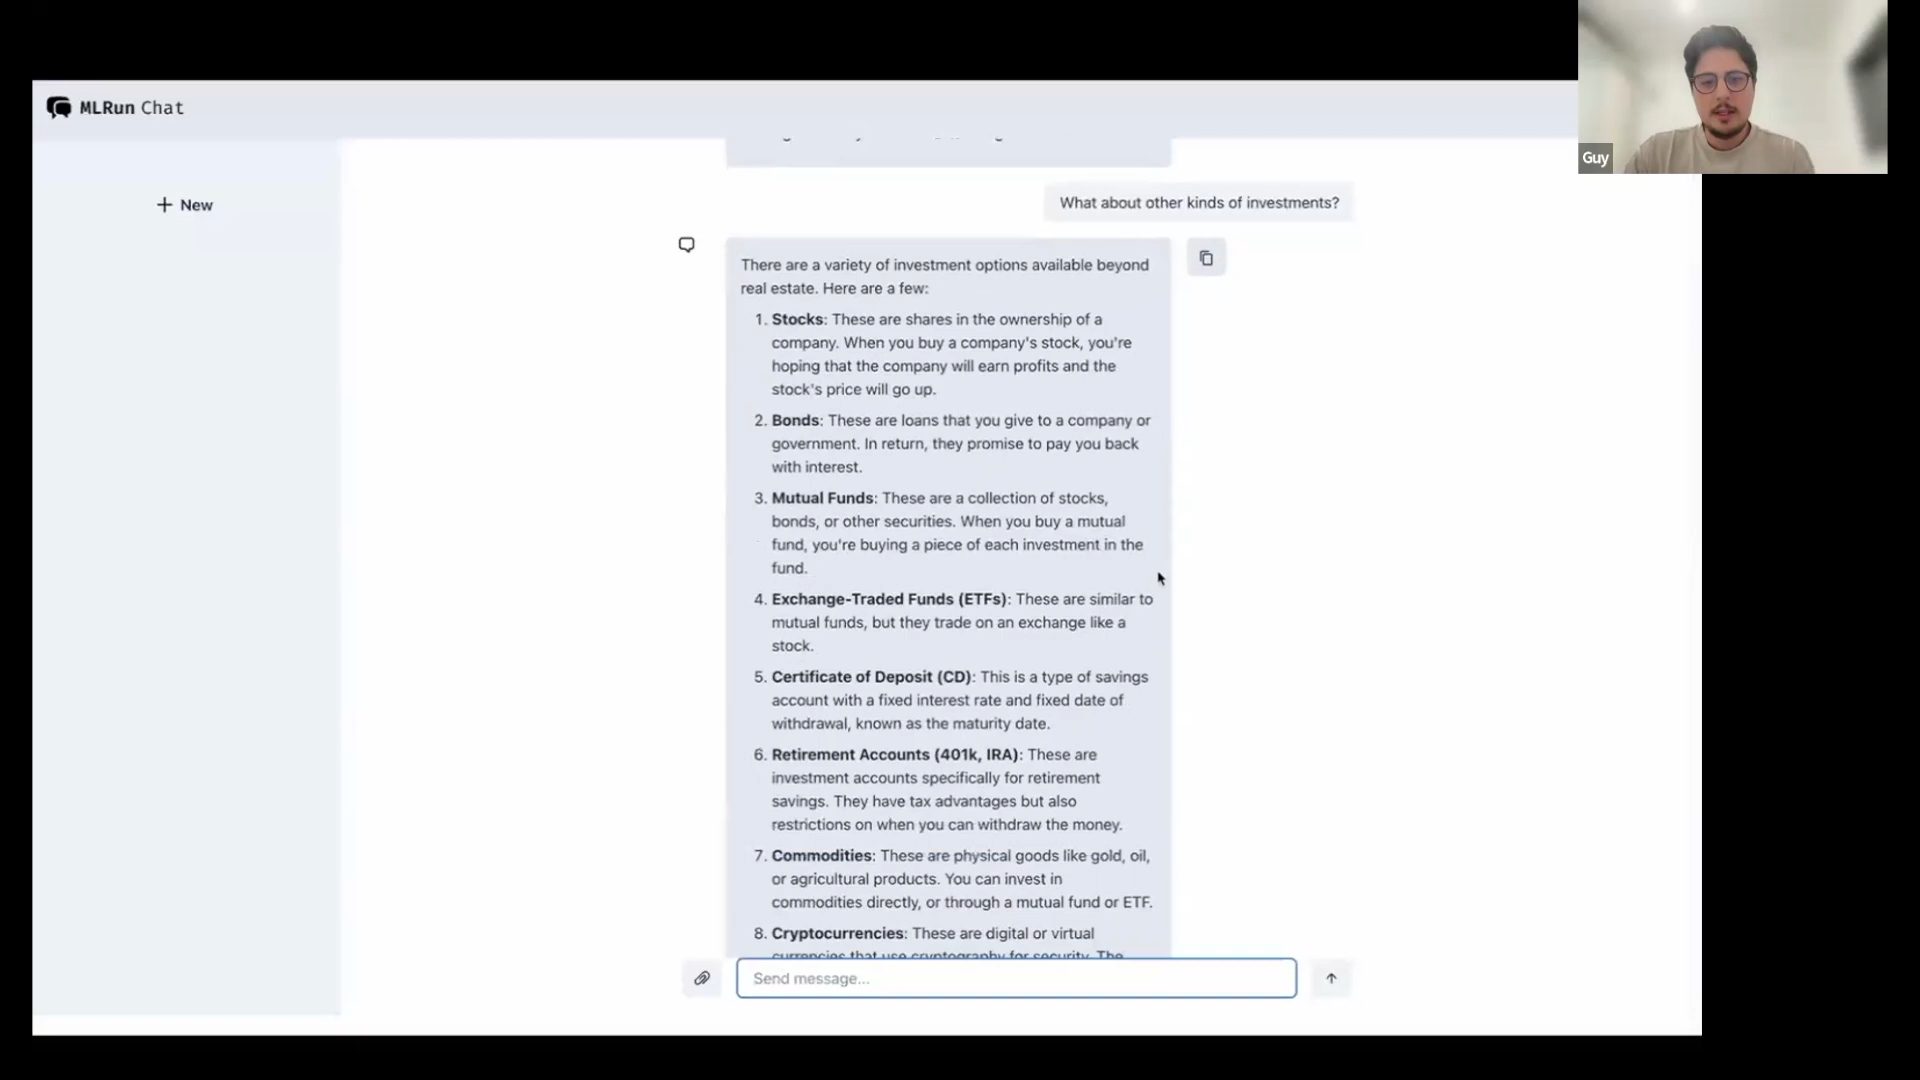 MLRun Chat
Guy
+ New
What about other kinds of investments?
There are a variety of investment options available beyond
real estate. Here are a few:
1. Stocks: These are shares in the ownership of a
company. When you buy a company's stock, you're
hoping that the company will earn profits and the
stock's price will go up.
2. Bonds: These are loans that you give to a company or
government. In return, they promise to pay you back
with interest.
3. Mutual Funds: These are a collection of stocks,
bonds, or other securities. When you buy a mutual
fund, you're buying a piece of each investment in the
fund.
4. Exchange-Traded Funds (ETFs): These are similar to
mutual funds, but they trade on an exchange like a
stock.
5. Certificate of Deposit (CD): This is a type of savings
account with a fixed interest rate and fixed date of
withdrawal, known as the maturity date.
6. Retirement Accounts (401k, IRA): These are
investment accounts specifically for retirement
savings. They have tax advantages but also
restrictions on when you can withdraw the money.
7. Commodities: These are physical goods like gold, oil,
or agricultural products. You can invest in
commodities directly, or through a mutual fund or ETF.
8. Cryptocurrencies: These are digital or virtual
currencies that use cryptography for security. The
Send message...